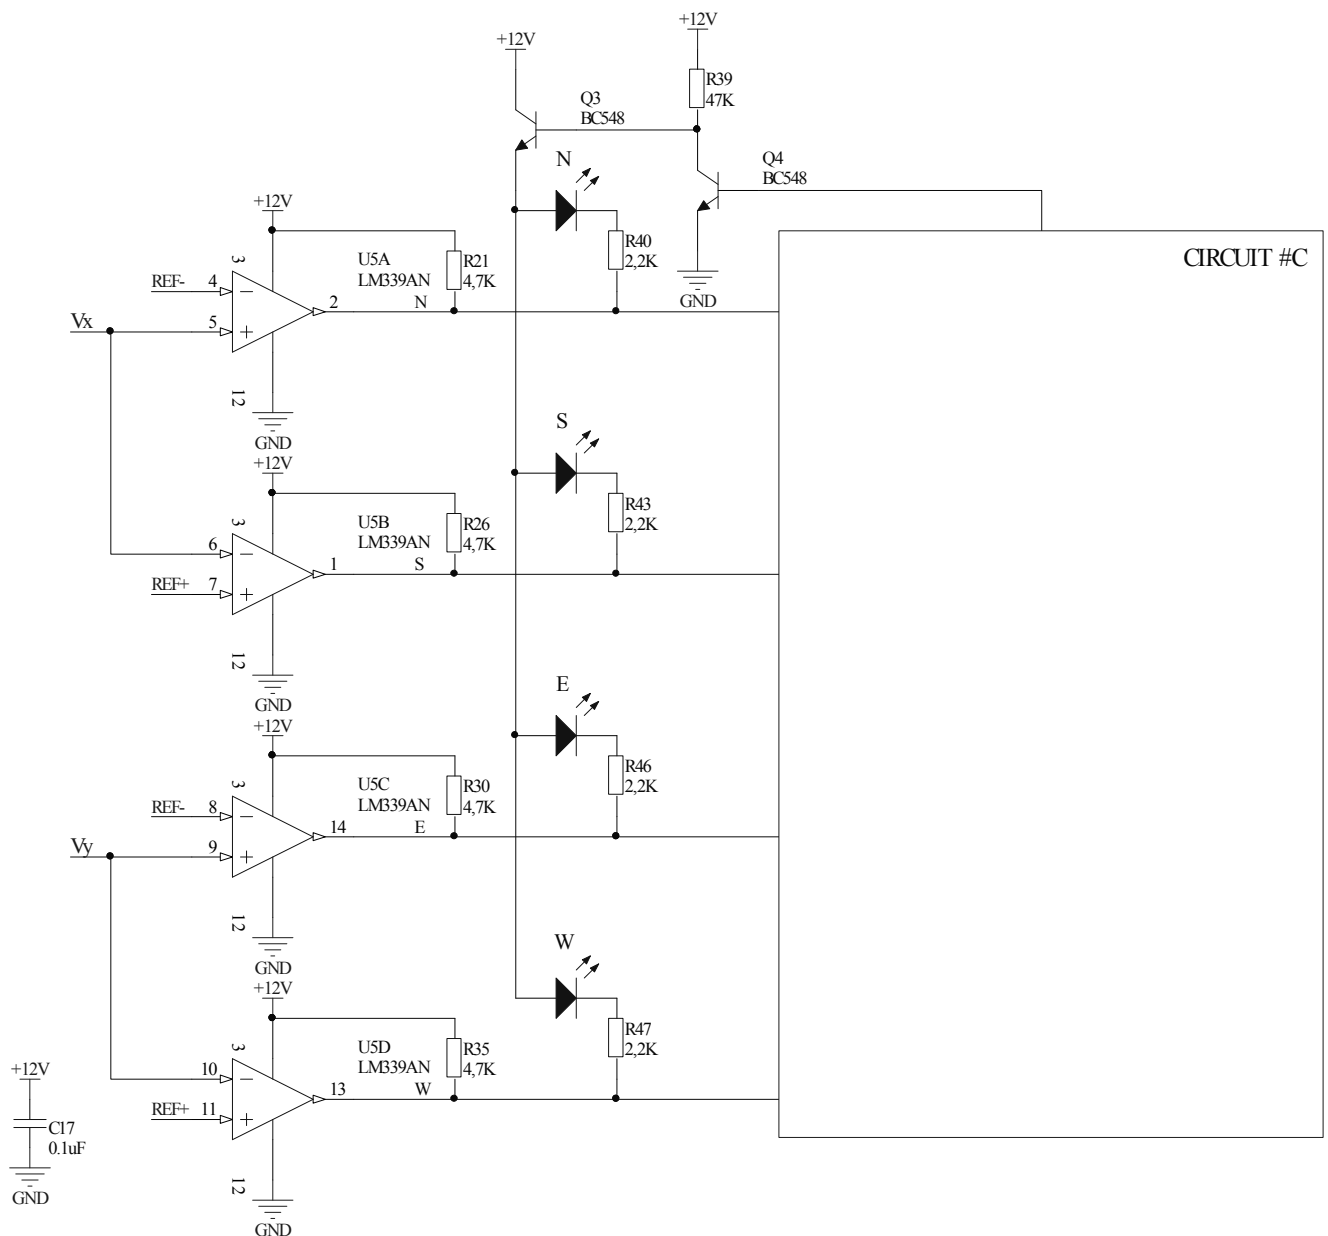 +12V
+12V
R39
47K
Q3
BC548
Q4
BC548
N
+12V
3
U5A
LM339AN
R21
4,7K
R40
2,2K
CIRCUIT #C
REF-
4
2
N
GND
Vx
5
12
GND
S
+12V
3
U5B
LM339AN
R26
4,7K
R43
2,2K
6
1
S
REF+
7
12
GND
E
+12V
3
U5C
LM339AN
R30
4,7K
R46
2,2K
REF-
8
14
E
Vy
9
12
GND
W
+12V
3
U5D
LM339AN
R35
4,7K
R47
2,2K
+12V
10
13
W
REF+
11
C17
0.1uF
12
GND
GND